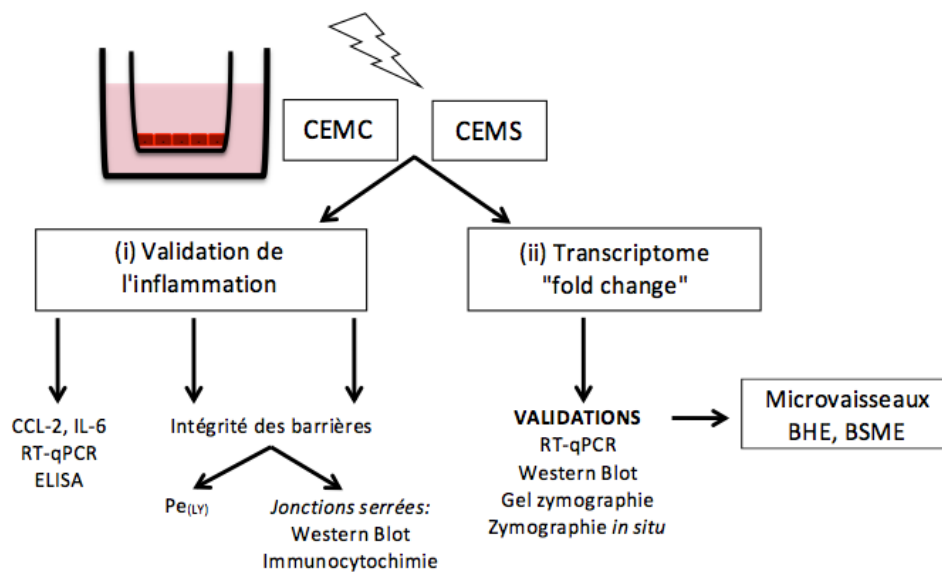 CEMC
CEMS
(i) Validation de
l'inflammation
(ii) Transcriptome
"fold change"
CCL-2, IL-6
RT-qPCR
ELISA
Intégrité des barrières
Pe(LY)
Jonctions serrées:
Western Blot
Immunocytochimie
VALIDATIONS
RT-qPCR
Western Blot
Gel zymographie
Zymographie in situ
Microvaisseaux
BHE, BSME